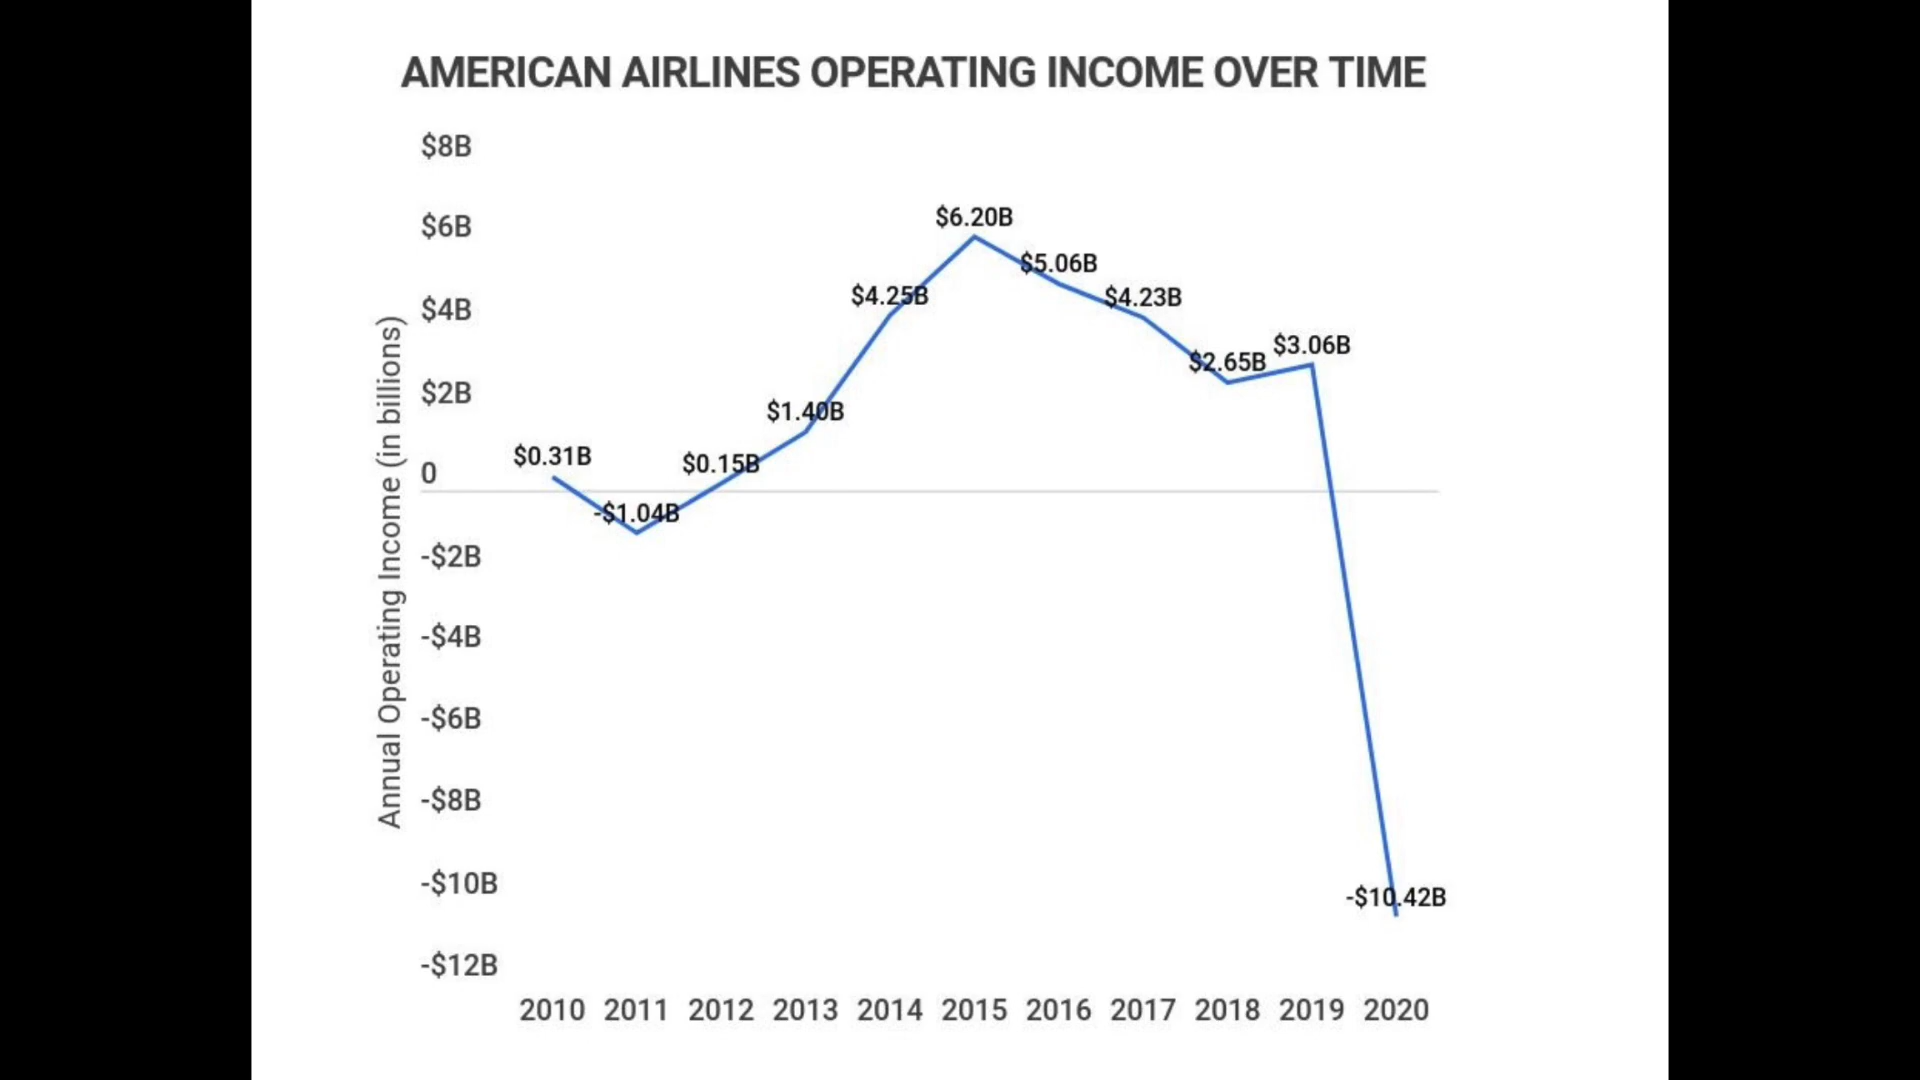 AMERICAN AIRLINES OPERATING INCOME OVER TIME
Annual Operating Income (in billions)
$8B
$6B
$4B
$2B
0
-$2B
-$4B
-$6B
-$8B
-$10B
-$12B
$0.31B
-$1.04B
$0.15B
$1.40B
$4.25B
$6.20B
$5.06B
$4.23B
$2.65B
$3.06B
-$10.42B
2010 2011 2012 2013 2014 2015 2016 2017 2018 2019 2020